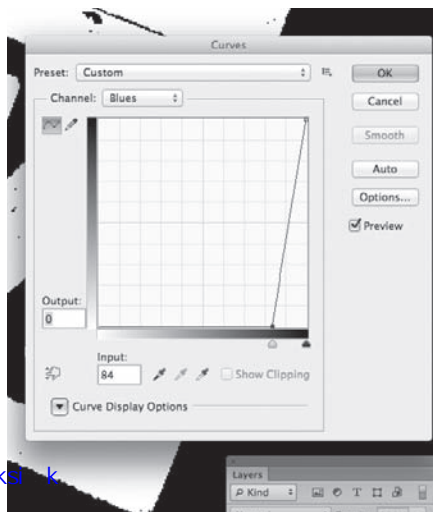 Curves
Preset: Custom
OK
Channel: Blues
Cancel
Smooth
Auto
Options...
Preview
Output:
0
Input:
84
Show Clipping
Curve Display Options
Layers
Kind